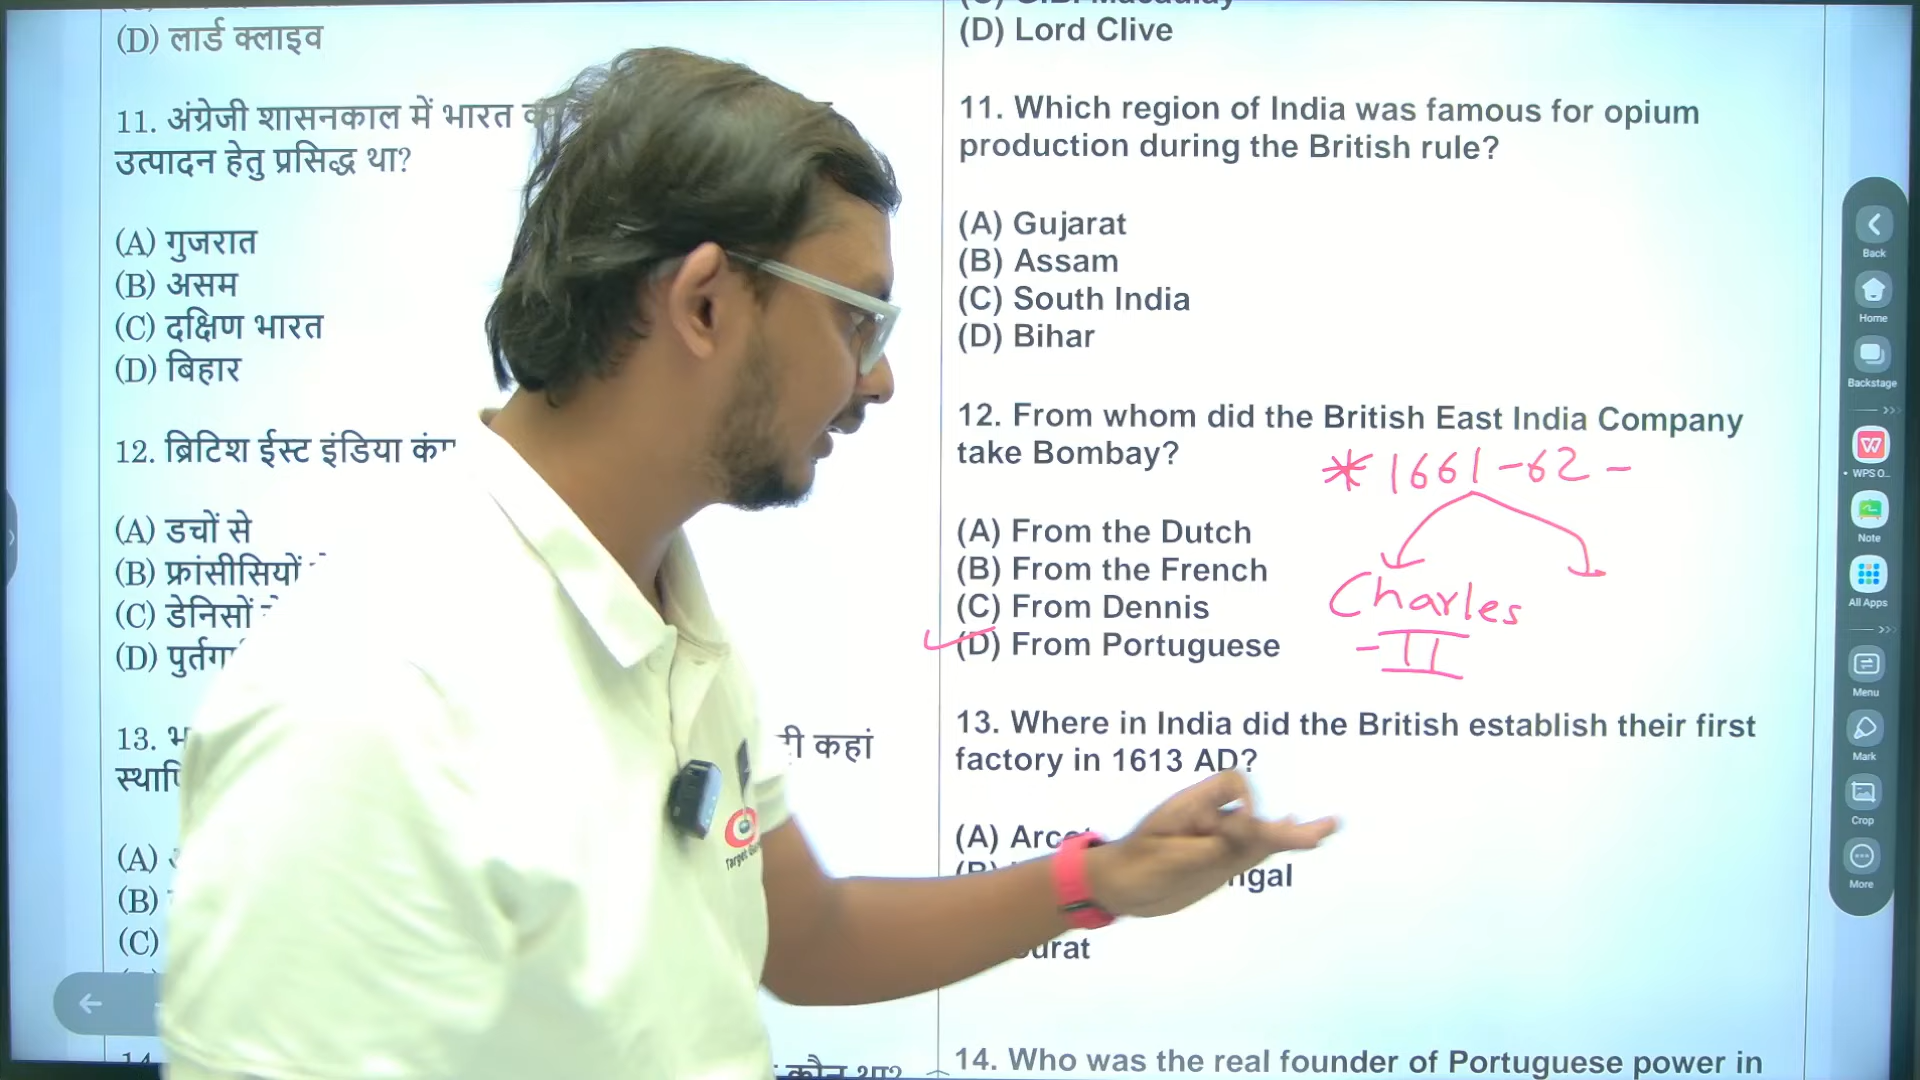 (D) लार्ड क्लाइव
11. अंग्रेजी शासनकाल में भारत
उत्पादन हेतु प्रसिद्ध था?
(A) गुजरात
(B) असम
(C) दक्षिण भारत
(D) बिहार
12. ब्रिटिश ईस्ट इंडिया
(A) डचों से
(B) फ्रांसीसियों
(C) डेनिसों
(D)
13.
कहां
(A)
(B)
(C)
14
कौन था?
(D) Lord Clive
11. Which region of India was famous for opium
production during the British rule?
(A) Gujarat
(B) Assam
(C) South India
(D) Bihar
12. From whom did the British East India Company
take Bombay?
* 1661-62 -
(A) From the Dutch
(B) From the French
(C) From Dennis
(D) From Portuguese
Charles
- II
13. Where in India did the British establish their first
factory in 1613 AD?
(A)
14. Who was the real founder of Portuguese power in
Back
Home
Backstage
WPS O...
Note
All Apps
Menu
Mark
Crop
More
Target